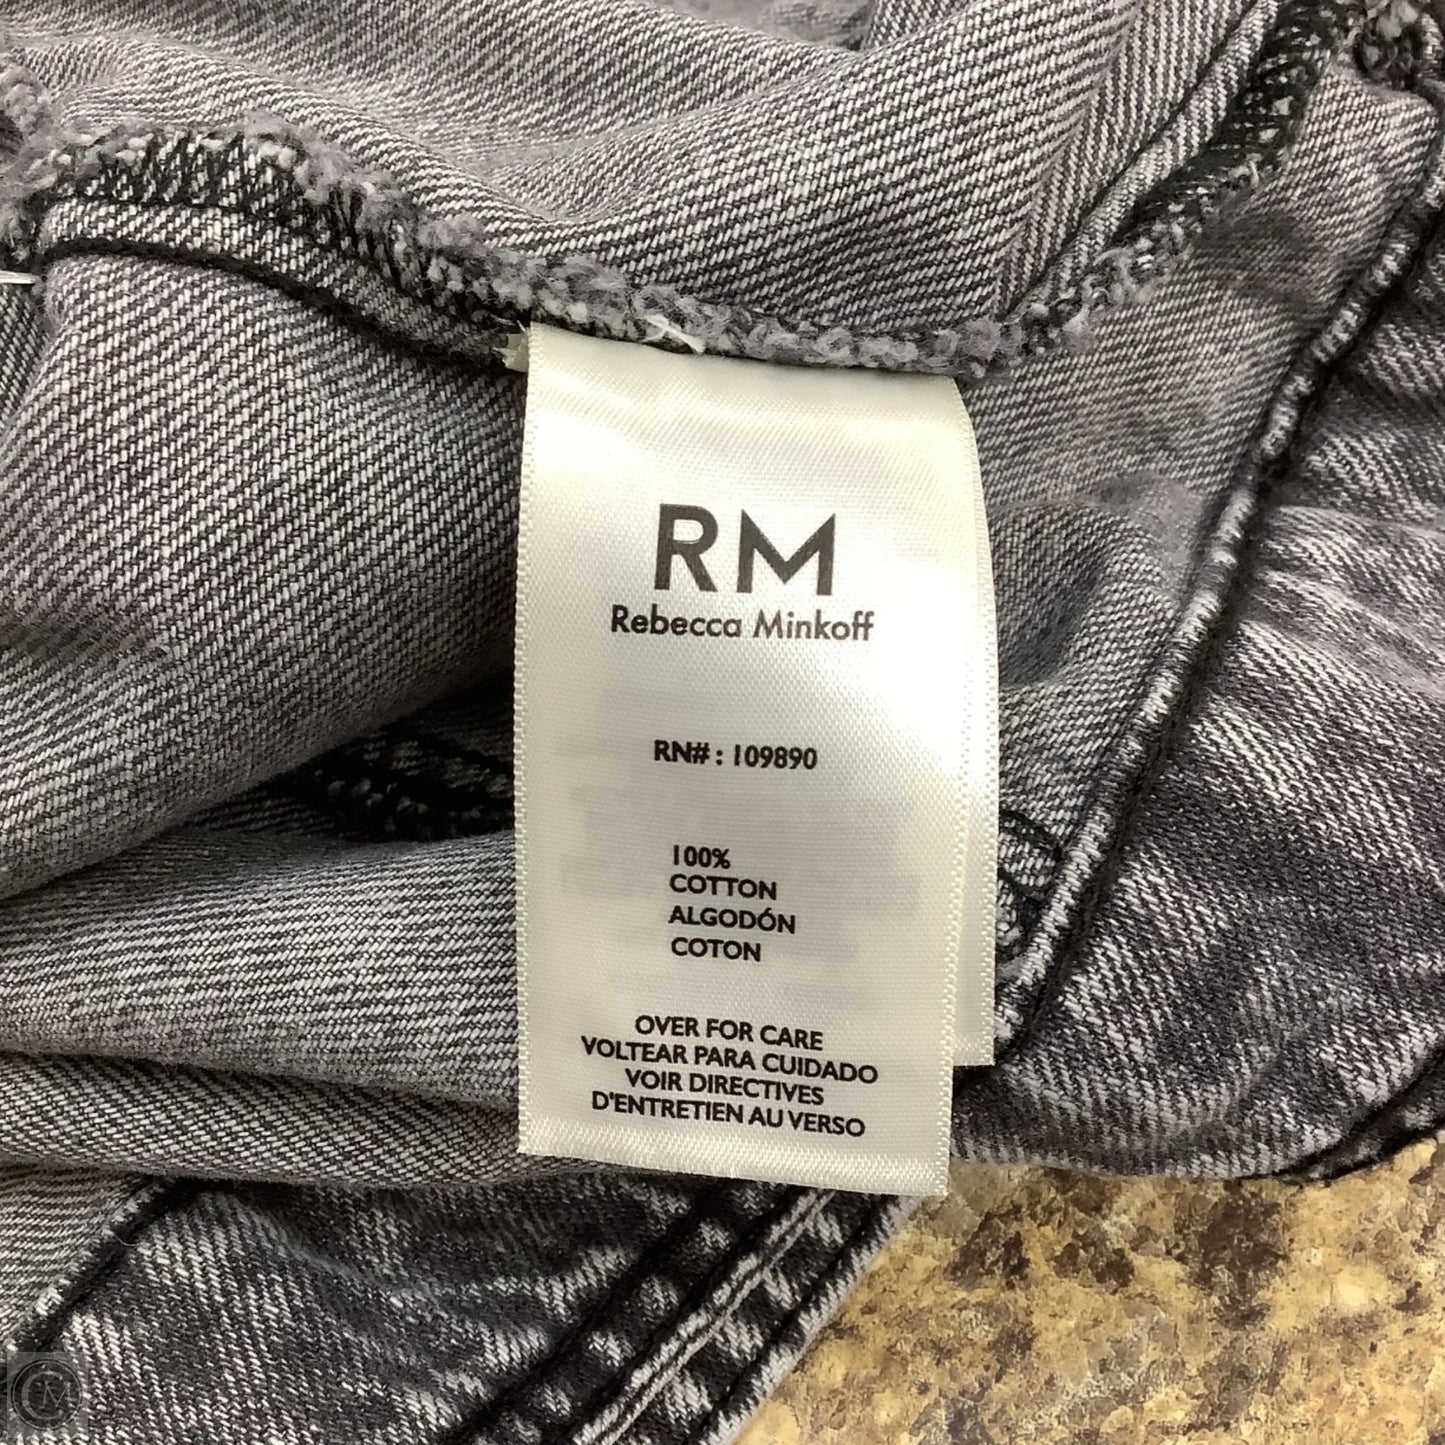 RM
Rebecca Minkoff
RN# : 109890
100%
COTTON
ALGODÓN
COTON
OVER FOR CARE
VOLTEAR PARA CUIDADO
VOIR DIRECTIVES
D'ENTRETIEN AU VERSO
CM